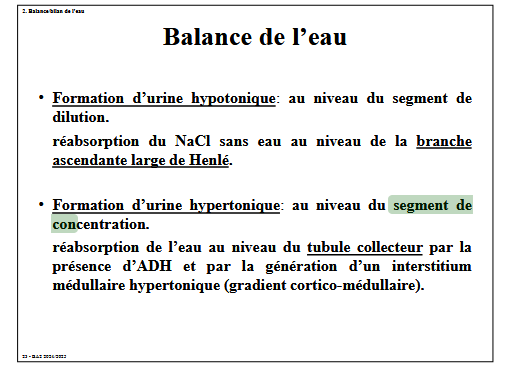 2. Balance/bilan de l'eau
Balance de l'eau
• Formation d'urine hypotonique: au niveau du segment de
dilution.
réabsorption du NaCl sans eau au niveau de la branche
ascendante large de Henlé.
• Formation d'urine hypertonique: au niveau du segment de
concentration.
réabsorption de l'eau au niveau du tubule collecteur par la
présence d'ADH et par la génération d'un interstitium
médullaire hypertonique (gradient cortico-médullaire).
2024/2025